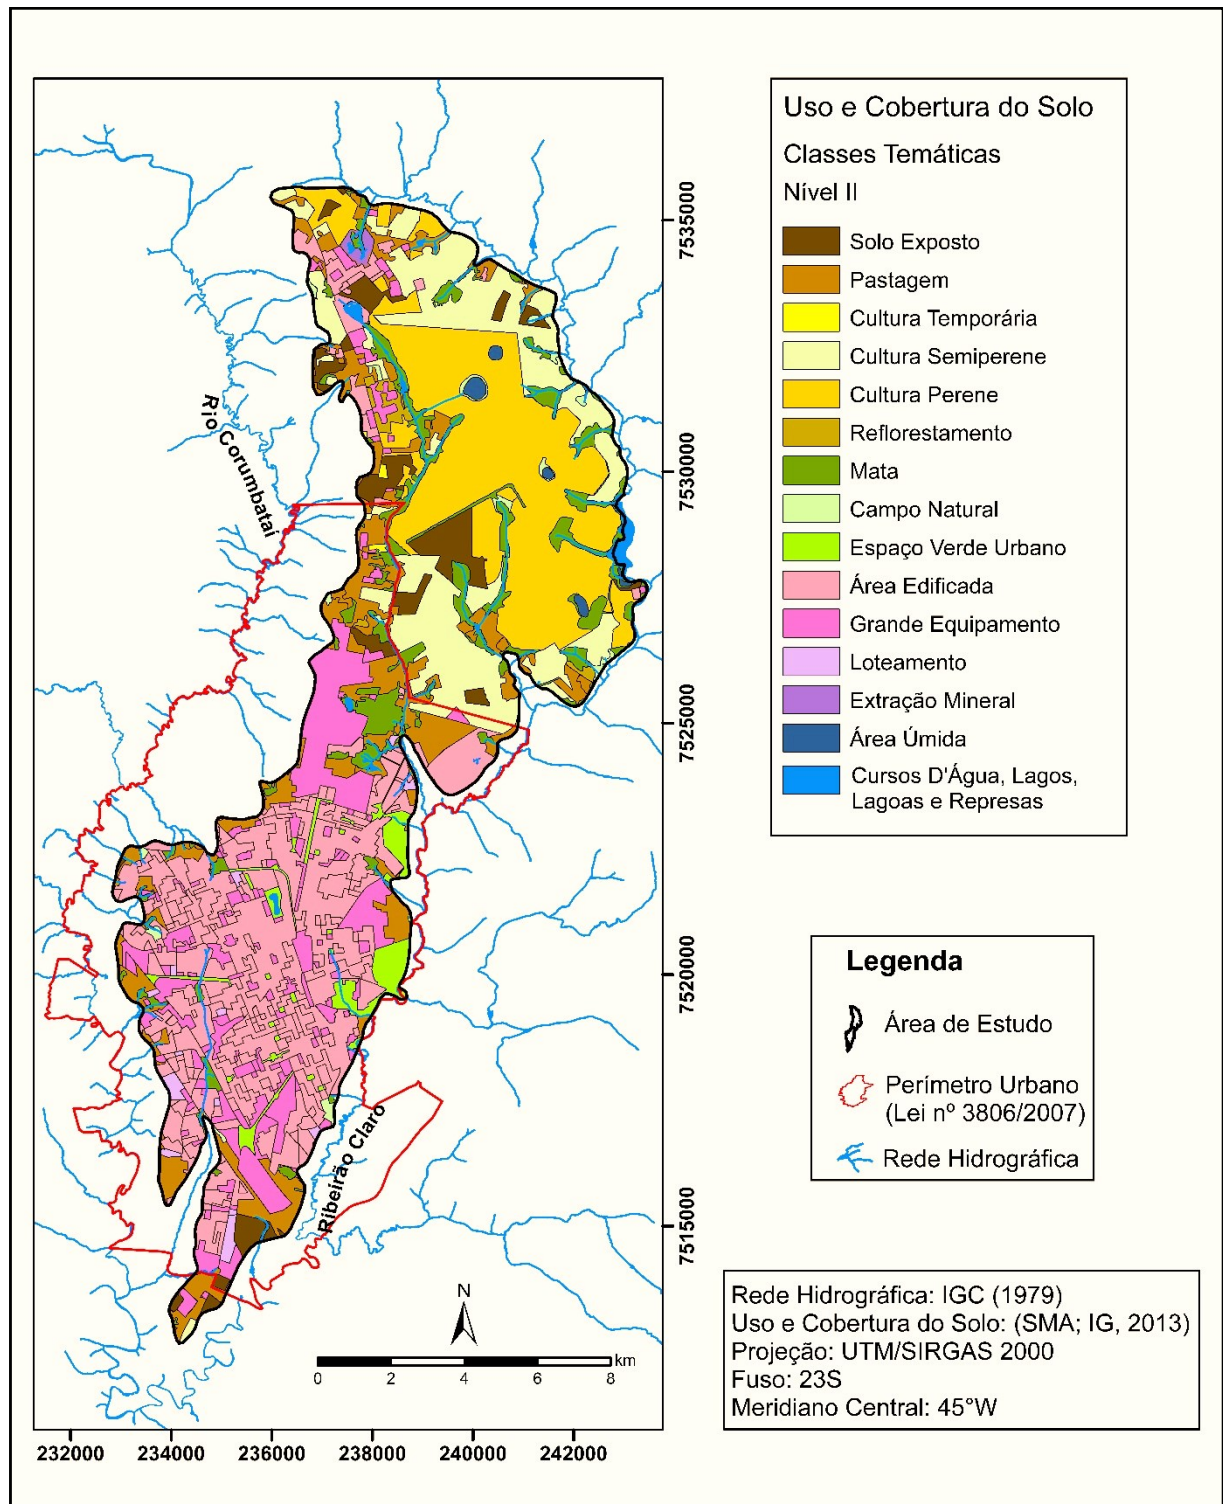 Uso e Cobertura do Solo
Classes Temáticas
Nível II
Solo Exposto
Pastagem
Cultura Temporária
Cultura Semiperene
Cultura Perene
Reflorestamento
Mata
Campo Natural
Espaço Verde Urbano
Área Edificada
Grande Equipamento
Loteamento
Extração Mineral
Área Úmida
Cursos D'Água, Lagos,
Lagoas e Represas
7535000
7530000
7525000
7520000
7515000
Rio Corumbatai
Ribeirão Claro
Legenda
Área de Estudo
Perímetro Urbano
(Lei nº 3806/2007)
Rede Hidrográfica
N
km
0 2 4 6 8
232000 234000 236000 238000 240000 242000
Rede Hidrográfica: IGC (1979)
Uso e Cobertura do Solo: (SMA; IG, 2013)
Projeção: UTM/SIRGAS 2000
Fuso: 23S
Meridiano Central: 45°W